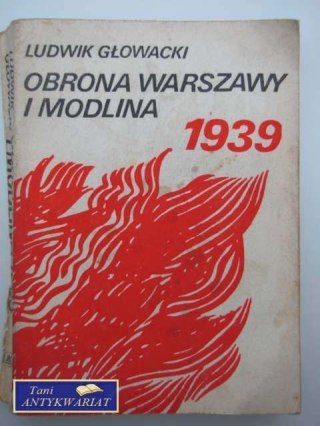 LUDWIK GŁOWACKI
OBRONA WARSZAWY
I MODLINA
1939
Tani
ANTYKWARIAT